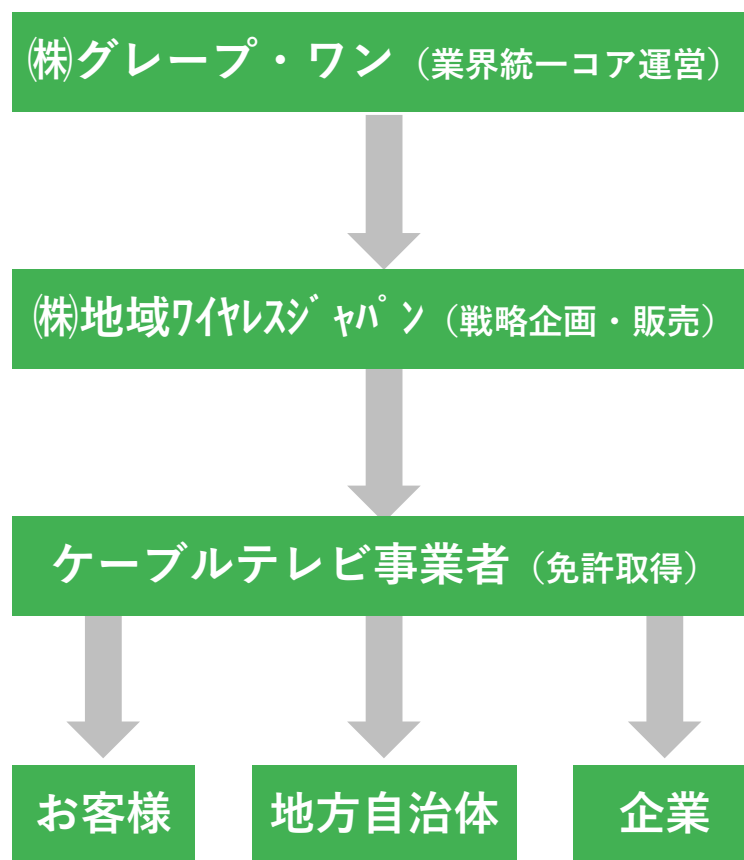 ㈱グレープ・ワン（業界統一コア運営）
㈱地域ﾜｲﾔﾚｽｼﾞｬﾊﾟﾝ（戦略企画・販売）
ケーブルテレビ事業者（免許取得）
お客様
地方自治体
企業